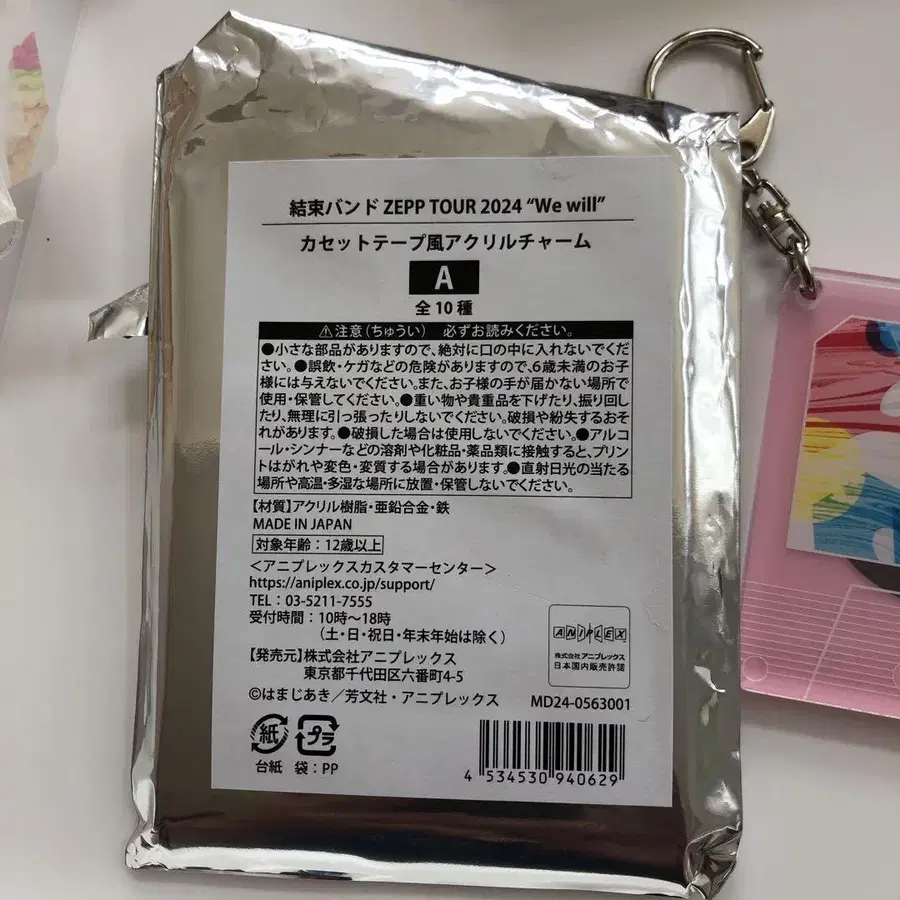 結束バンド ZEPP TOUR 2024 “We will”
カセットテープ風アクリルチャーム
A
全10種
⚠注意(ちゅうい) 必ずお読みください。
●小さな部品がありますので、絶対に口の中に入れないでくだ
さい。●誤飲・ケガなどの危険がありますので、6歳未満のお子
様には与えないでください。また、お子様の手が届かない場所で
使用・保管してください。●重い物や貴重品を下げたり、振り回し
たり、無理に引っ張ったりしないでください。破損や紛失するおそ
れがあります。●破損した場合は使用しないでください。●アルコ
ール・シンナーなどの溶剤や化粧品・薬品類に接触すると、プリン
トはがれや変色・変質する場合があります。●直射日光の当たる
場所や高温・多湿な場所に放置・保管しないでください。
【材質】アクリル樹脂・亜鉛合金・鉄
MADE IN JAPAN
対象年齢:12歳以上
<アニプレックスカスタマーセンター>
https://aniplex.co.jp/support/
TEL:03-5211-7555
受付時間:10時~18時
(土・日・祝日・年末年始は除く)
【発売元】株式会社アニプレックス
東京都千代田区六番町4-5
©はまじあき/芳文社・アニプレックス
ANIPLEX
株式会社アニプレックス
日本国内販売許諾
MD24-0563001
紙 プラ
台紙 袋:PP
4 534530 940629